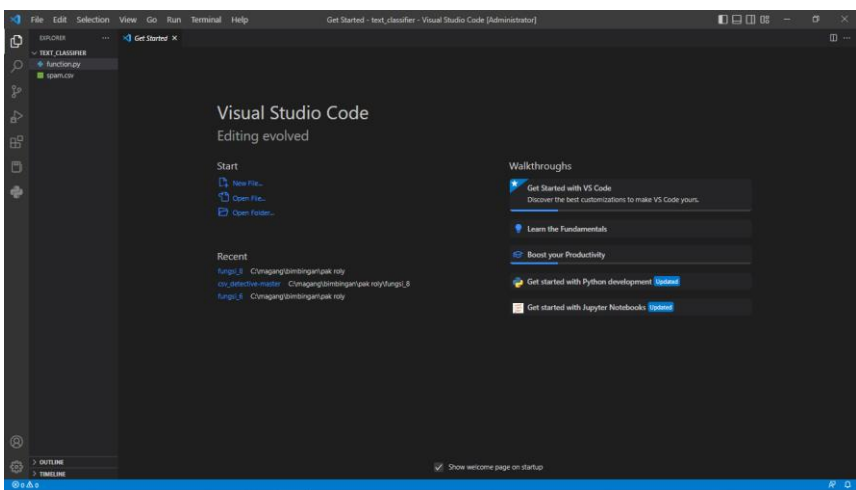 File Edit Selection View Go Run Terminal Help
Get Started - text_classifier - Visual Studio Code [Administrator]
EXPLORER
Get Started
TEXT_CLASSIFIER
function.py
spam.csv
Visual Studio Code
Editing evolved
Start
New File...
Open File...
Open Folder...
Recent
fungsi_8 C:\magang\bimbingan\pak roly
csv_detective-master C:\magang\bimbingan\pak roly\fungsi_8
fungsi_6 C:\magang\bimbingan\pak roly
Walkthroughs
Get Started with VS Code
Discover the best customizations to make VS Code yours.
Learn the Fundamentals
Boost your Productivity
Get started with Python development Updated
Get started with Jupyter Notebooks Updated
OUTLINE
TIMELINE
Show welcome page on startup
0 0